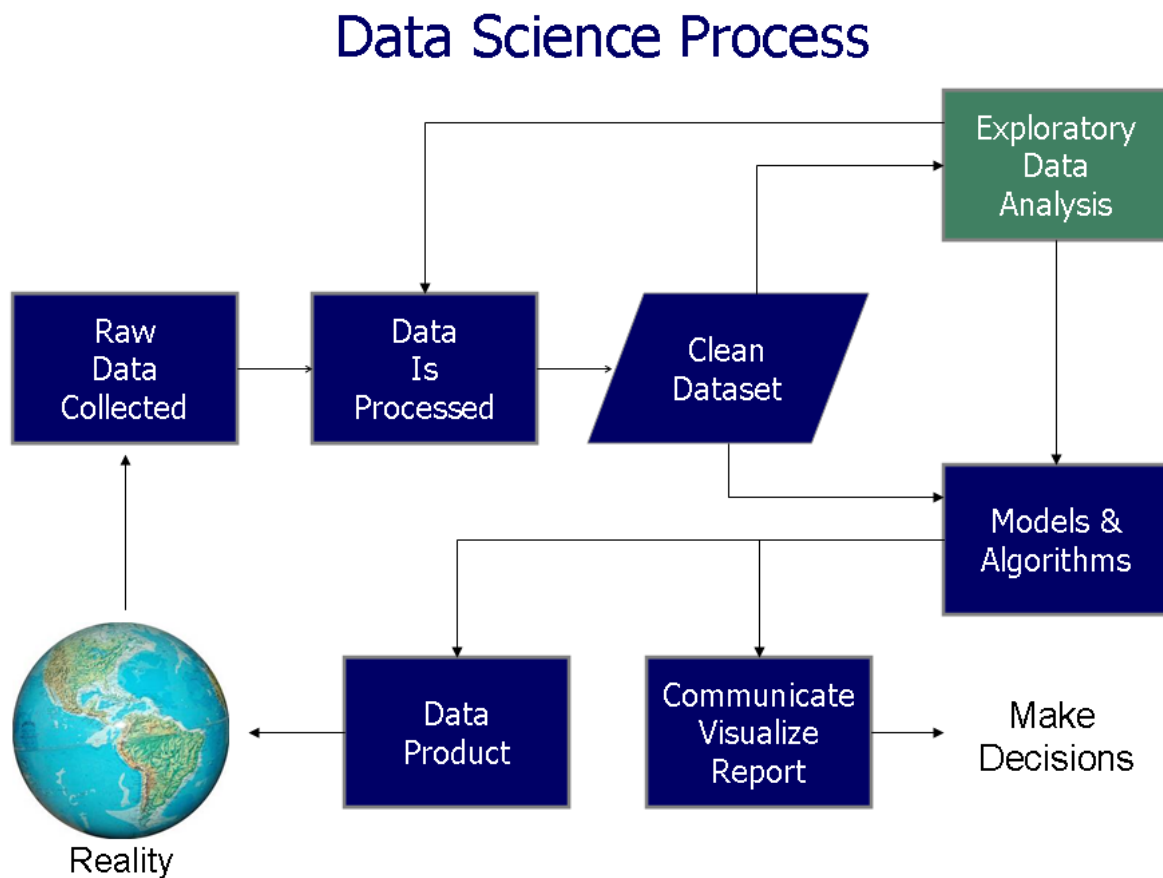 Data Science Process
Exploratory
Data
Analysis
Raw
Data
Collected
Data
Is
Processed
Clean
Dataset
Models &
Algorithms
Data
Product
Communicate
Visualize
Report
Make
Decisions
Reality